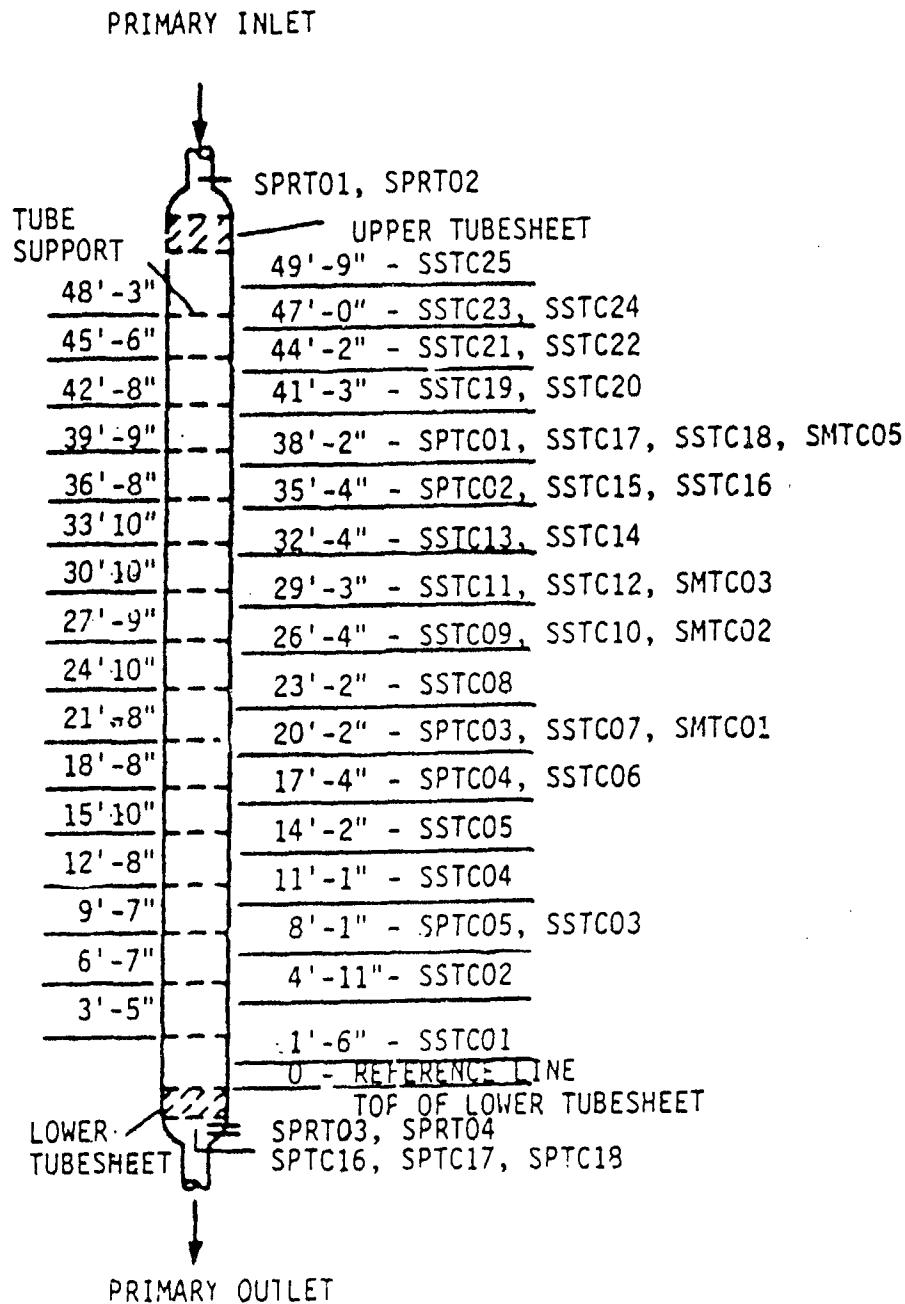 PRIMARY INLET
SPRT01, SPRT02
TUBE
SUPPORT
UPPER TUBESHEET
49'-9" - SSTC25
48'-3"
47'-0" - SSTC23, SSTC24
45'-6"
44'-2" - SSTC21, SSTC22
42'-8"
41'-3" - SSTC19, SSTC20
39'-9"
38'-2" - SPTC01, SSTC17, SSTC18, SMTC05
36'-8"
35'-4" - SPTC02, SSTC15, SSTC16
33'10"
32'-4" - SSTC13, SSTC14
30'10"
29'-3" - SSTC11, SSTC12, SMTC03
27'-9"
26'-4" - SSTC09, SSTC10, SMTC02
24'10"
23'-2" - SSTC08
21'-8"
20'-2" - SPTC03, SSTC07, SMTC01
18'-8"
17'-4" - SPTC04, SSTC06
15'10"
14'-2" - SSTC05
12'-8"
11'-1" - SSTC04
9'-7"
8'-1" - SPTC05, SSTC03
6'-7"
4'-11"- SSTC02
3'-5"
1'-6" - SSTC01
0 - REFERENCE LINE
TOP OF LOWER TUBESHEET
LOWER
TUBESHEET
SPRT03, SPRT04
SPTC16, SPTC17, SPTC18
PRIMARY OUTLET